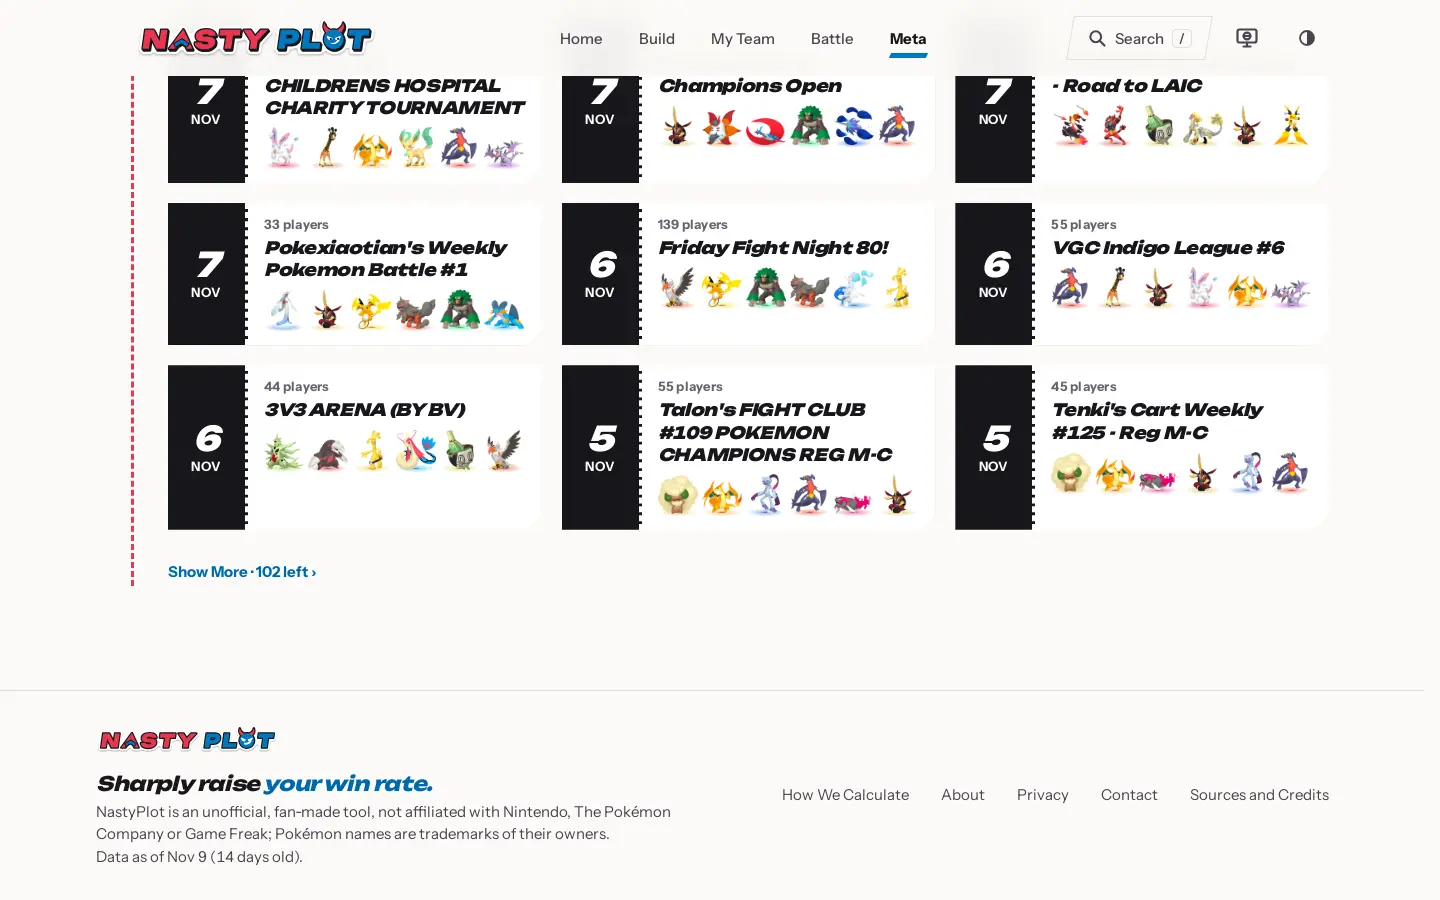 NASTY PLOT
Home
Build
My Team
Battle
Meta
Search /
7
NOV
CHILDRENS HOSPITAL
CHARITY TOURNAMENT
7
NOV
Champions Open
7
NOV
- Road to LAIC
7
NOV
33 players
Pokexiaotian's Weekly
Pokemon Battle #1
6
NOV
139 players
Friday Fight Night 80!
6
NOV
55 players
VGC Indigo League #6
6
NOV
44 players
3V3 ARENA (BY BV)
5
NOV
55 players
Talon's FIGHT CLUB
#109 POKEMON
CHAMPIONS REG M-C
5
NOV
45 players
Tenki's Cart Weekly
#125 - Reg M-C
Show More · 102 left ›
NASTY PLOT
Sharply raise your win rate.
NastyPlot is an unofficial, fan-made tool, not affiliated with Nintendo, The Pokémon
Company or Game Freak; Pokémon names are trademarks of their owners.
Data as of Nov 9 (14 days old).
How We Calculate
About
Privacy
Contact
Sources and Credits